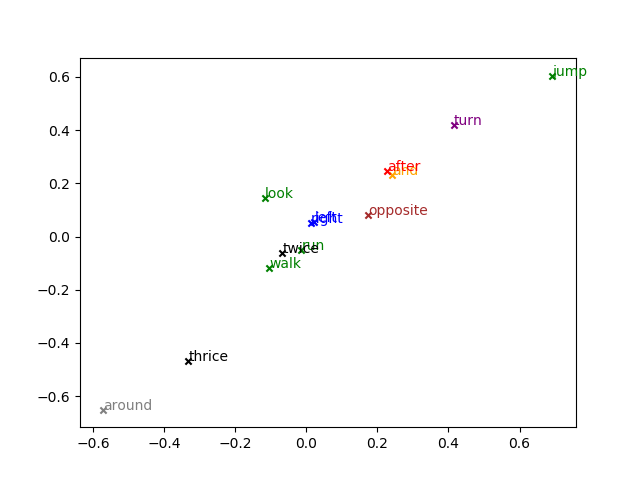 jump
0.6
turn
0.4
after
and
look
0.2
opposite
left
right
0.0
run
twice
walk
−0.2
thrice
−0.4
around
−0.6
−0.6 −0.4 −0.2 0.0 0.2 0.4 0.6